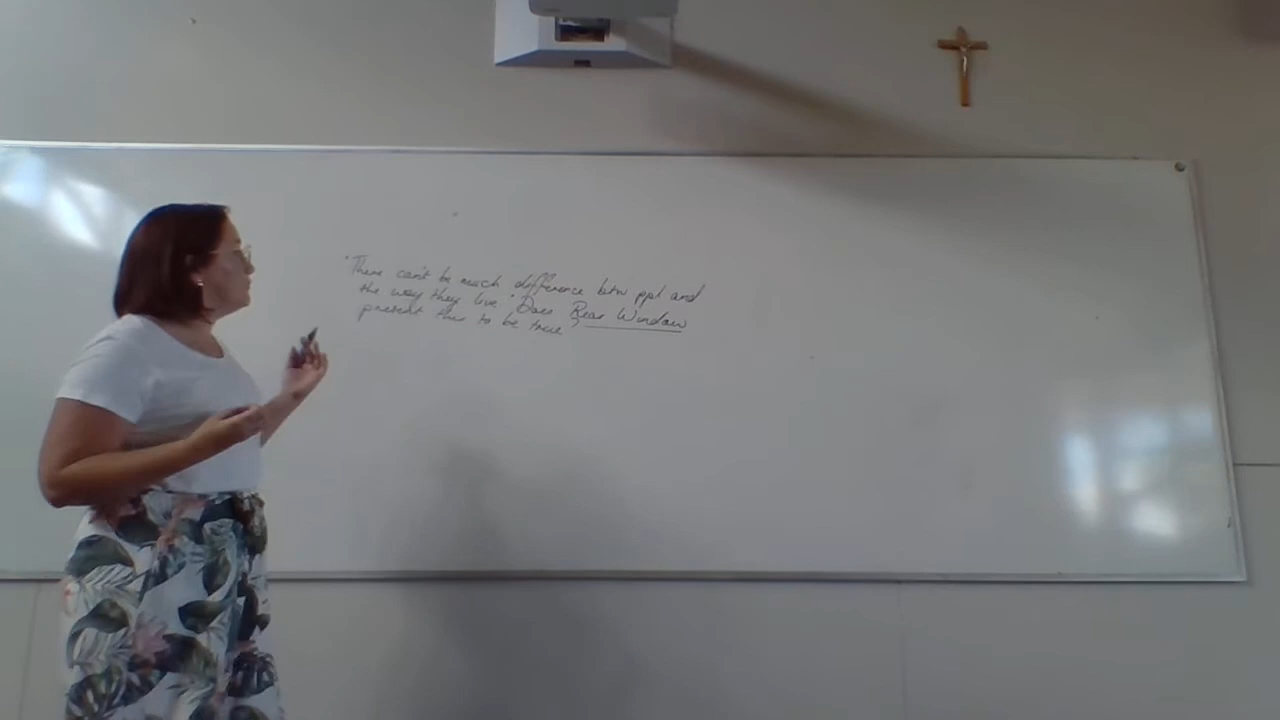 "There can't be much difference btw ppl and
the way they live" Does Rear Window
present this to be true?